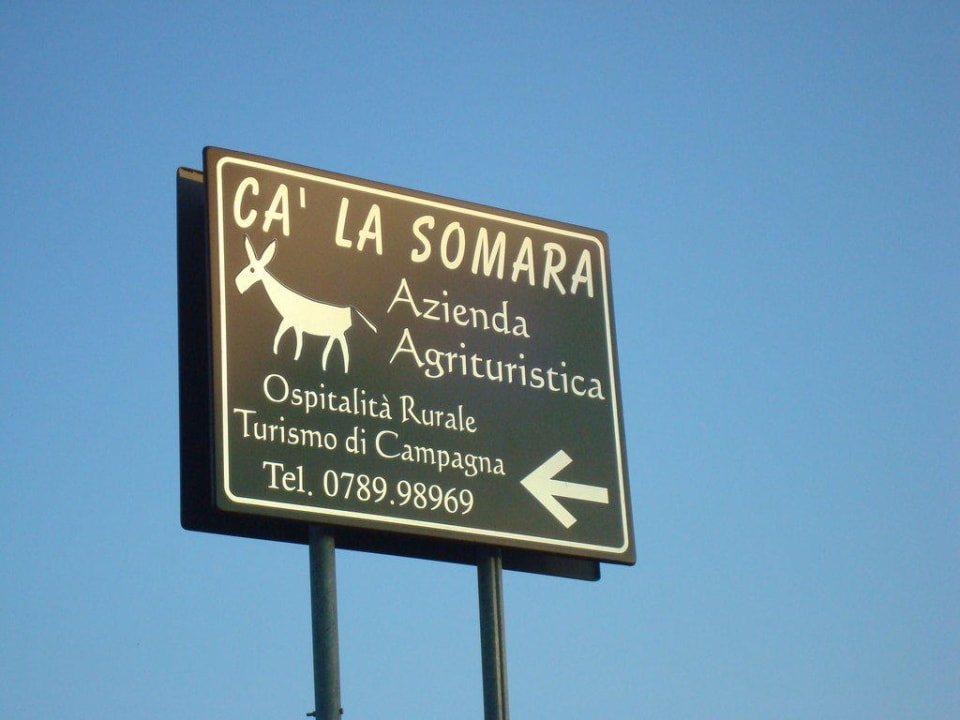 CA' LA SOMARA
Azienda
Agrituristica
Ospitalità Rurale
Turismo di Campagna
Tel. 0789.98969